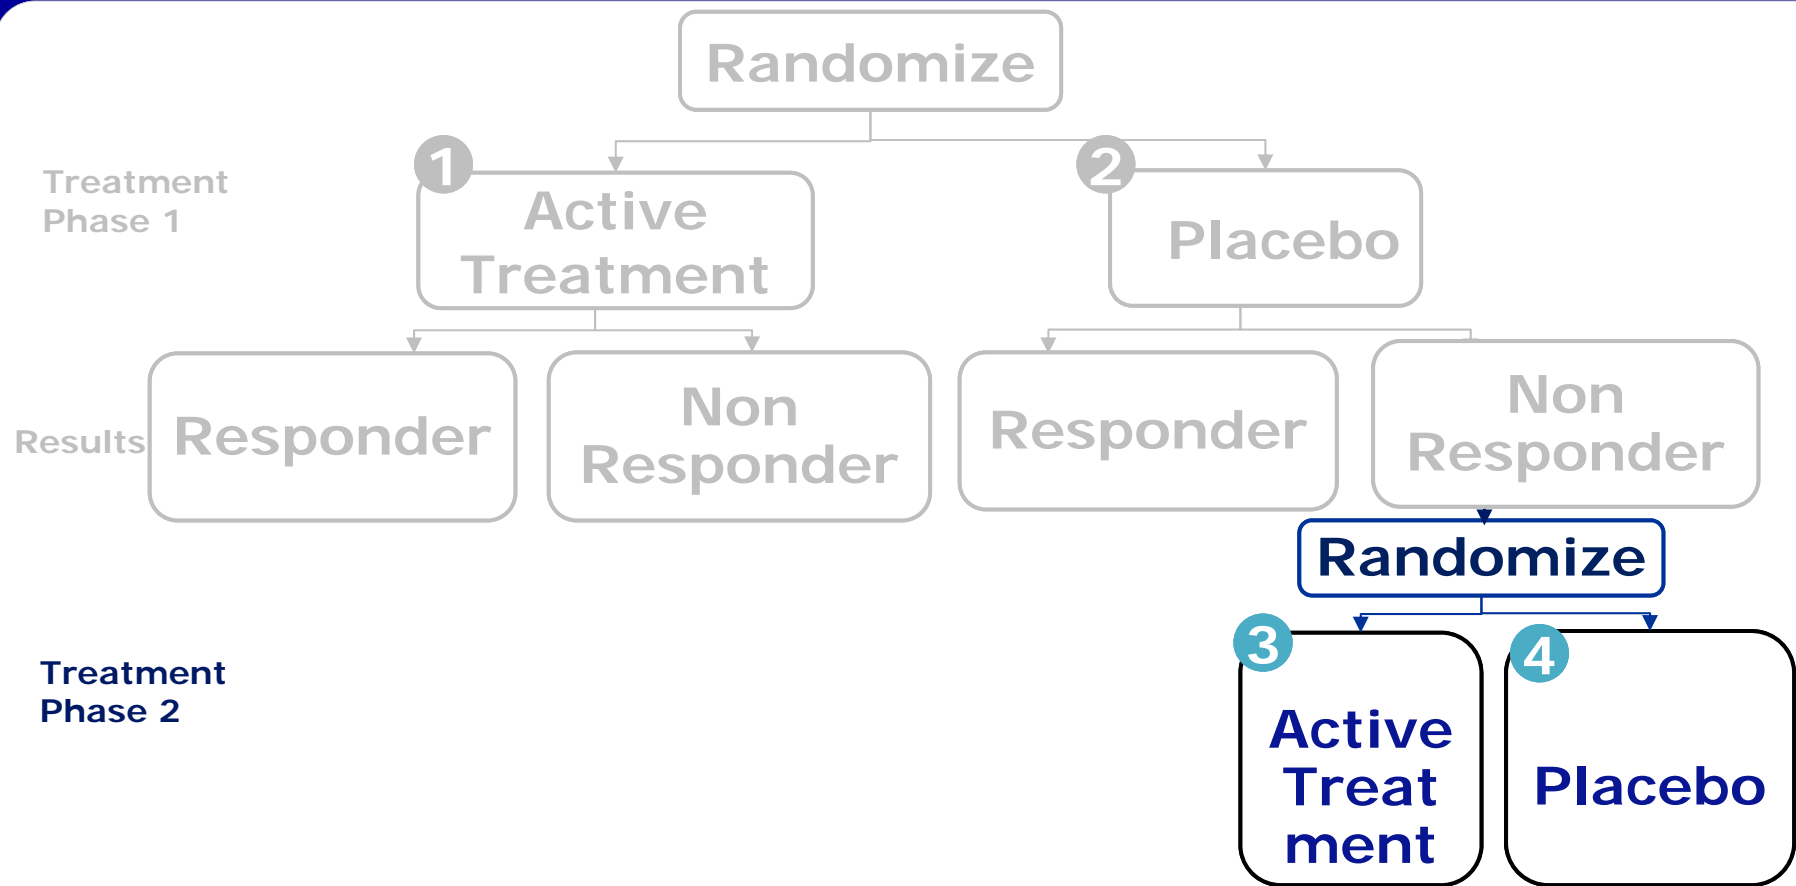 Randomize
1
2
Treatment
Phase 1
Active
Treatment
Placebo
Results
Responder
Non
Responder
Responder
Non
Responder
Randomize
Treatment
Phase 2
3
Active
Treat
ment
4
Placebo